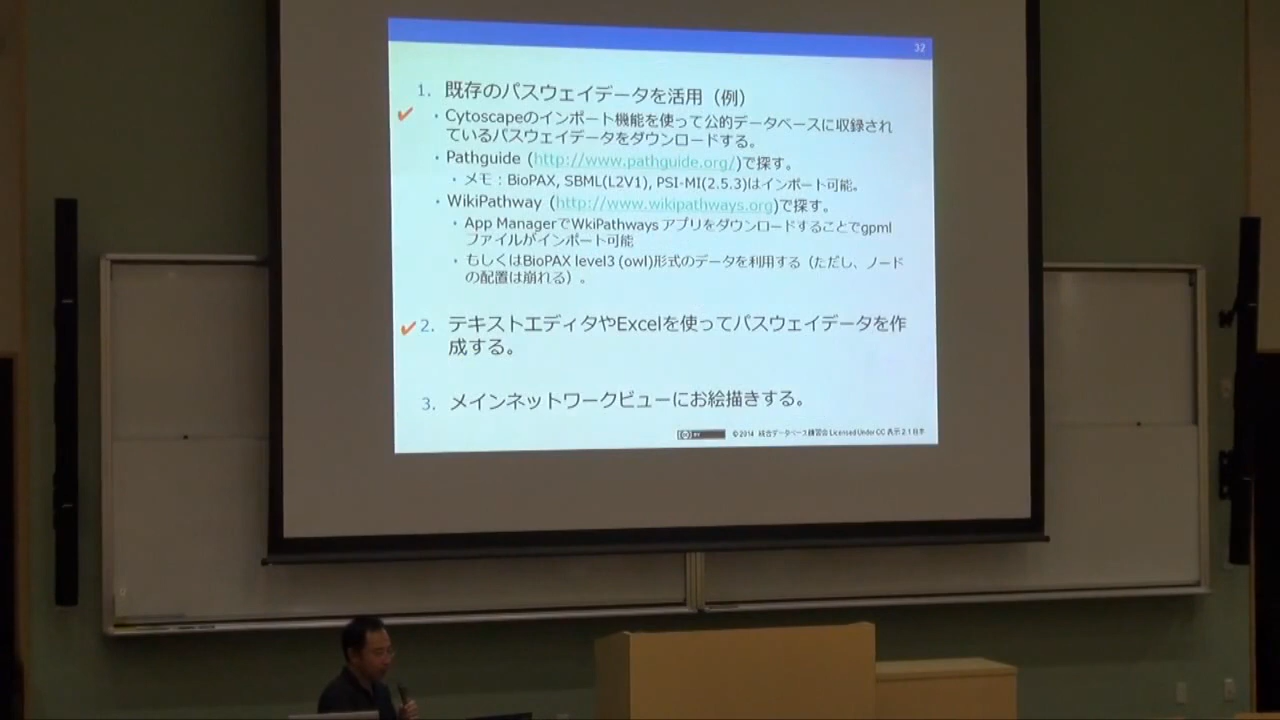 32
1. 既存のパスウェイデータを活用（例）
✓ ・Cytoscapeのインポート機能を使って公的データベースに収録され
ているパスウェイデータをダウンロードする。
・Pathguide (http://www.pathguide.org/)で探す。
・メモ：BioPAX, SBML(L2V1), PSI-MI(2.5.3)はインポート可能。
・WikiPathway (http://www.wikipathways.org)で探す。
・App ManagerでWkiPathways アプリをダウンロードすることでgpml
ファイルがインポート可能
・もしくはBioPAX level3 (owl)形式のデータを利用する（ただし、ノード
の配置は崩れる）。
✓ 2. テキストエディタやExcelを使ってパスウェイデータを作
成する。
3. メインネットワークビューにお絵描きする。
© 2014 統合データベース講習会 Licensed Under CC 表示 2.1 日本